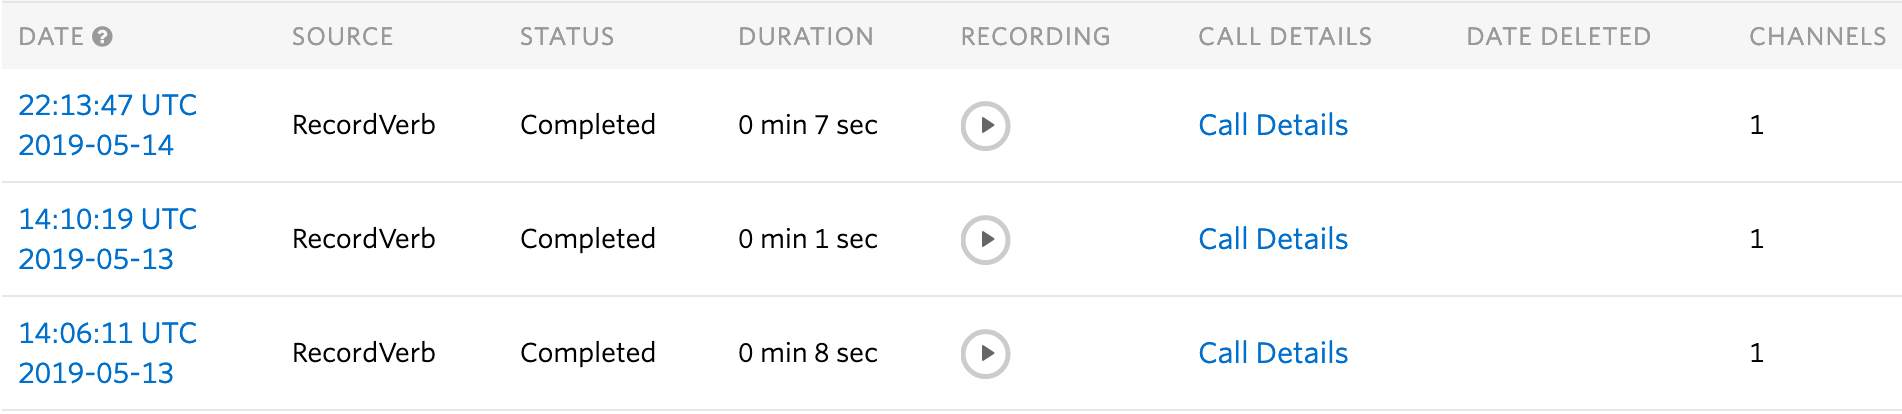 DATE ? SOURCE STATUS DURATION RECORDING CALL DETAILS DATE DELETED CHANNELS
22:13:47 UTC
2019-05-14 RecordVerb Completed 0 min 7 sec Call Details 1
14:10:19 UTC
2019-05-13 RecordVerb Completed 0 min 1 sec Call Details 1
14:06:11 UTC
2019-05-13 RecordVerb Completed 0 min 8 sec Call Details 1